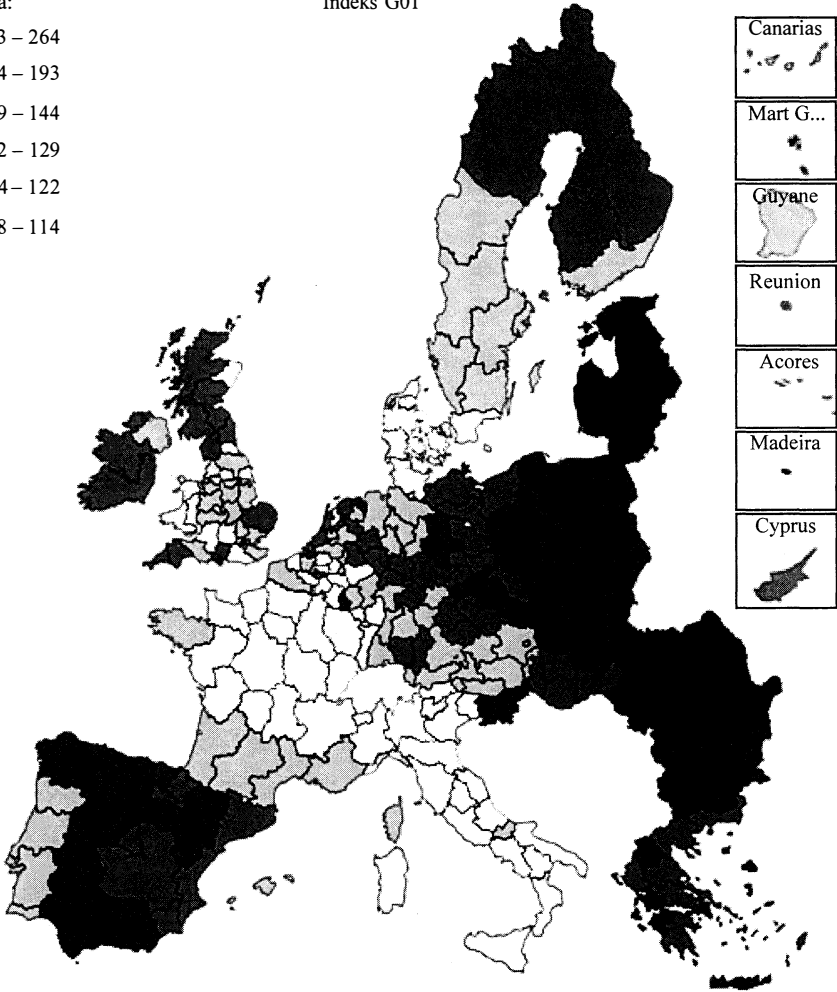 a:
Indeks G01
3 – 264
4 – 193
9 – 144
2 – 129
4 – 122
8 – 114
Canarias
Mart G...
Guyane
Reunion
Acores
Madeira
Cyprus